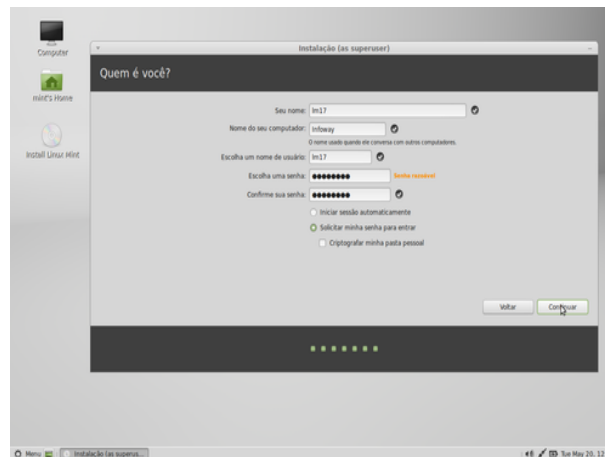 Computer
mint's Home
Install Linux Mint
Instalação (as superuser)
Quem é você?
Seu nome: lm17
Nome do seu computador: Infoway
O nome usado quando ele conversa com outros computadores.
Escolha um nome de usuário: lm17
Escolha uma senha: ●●●●●●●● Senha razoável
Confirme sua senha: ●●●●●●●●
Iniciar sessão automaticamente
Solicitar minha senha para entrar
Criptografar minha pasta pessoal
Voltar
Continuar
Menu
Instalação (as superus...
Tue May 20, 12